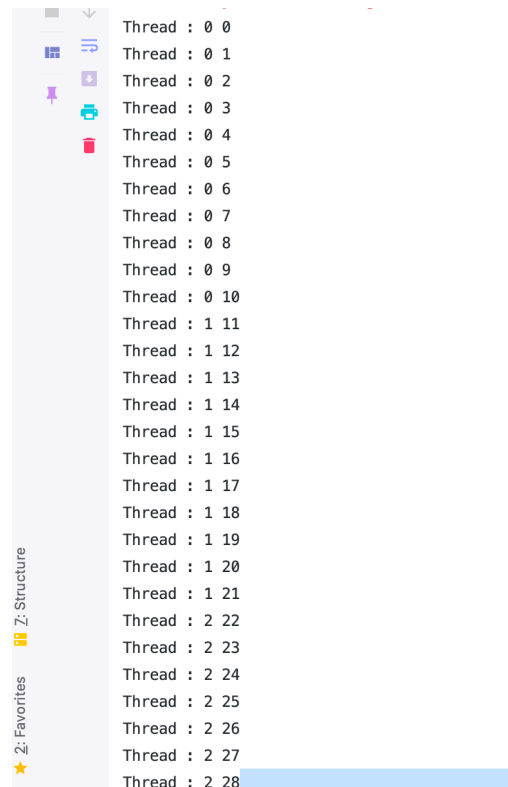 Thread : 0 0
Thread : 0 1
Thread : 0 2
Thread : 0 3
Thread : 0 4
Thread : 0 5
Thread : 0 6
Thread : 0 7
Thread : 0 8
Thread : 0 9
Thread : 0 10
Thread : 1 11
Thread : 1 12
Thread : 1 13
Thread : 1 14
Thread : 1 15
Thread : 1 16
Thread : 1 17
Thread : 1 18
Thread : 1 19
Thread : 1 20
Thread : 1 21
Thread : 2 22
Thread : 2 23
Thread : 2 24
Thread : 2 25
Thread : 2 26
Thread : 2 27
Thread : 2 28
7: Structure
2: Favorites